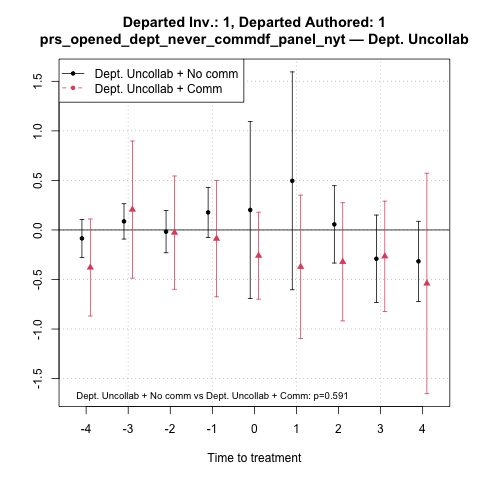 Departed Inv.: 1, Departed Authored: 1
prs_opened_dept_never_commdf_panel_nyt — Dept. Uncollab
Dept. Uncollab + No comm
Dept. Uncollab + Comm
1.5
1.0
0.5
0.0
-0.5
-1.0
-1.5
Dept. Uncollab + No comm vs Dept. Uncollab + Comm: p=0.591
-4 -3 -2 -1 0 1 2 3 4
Time to treatment